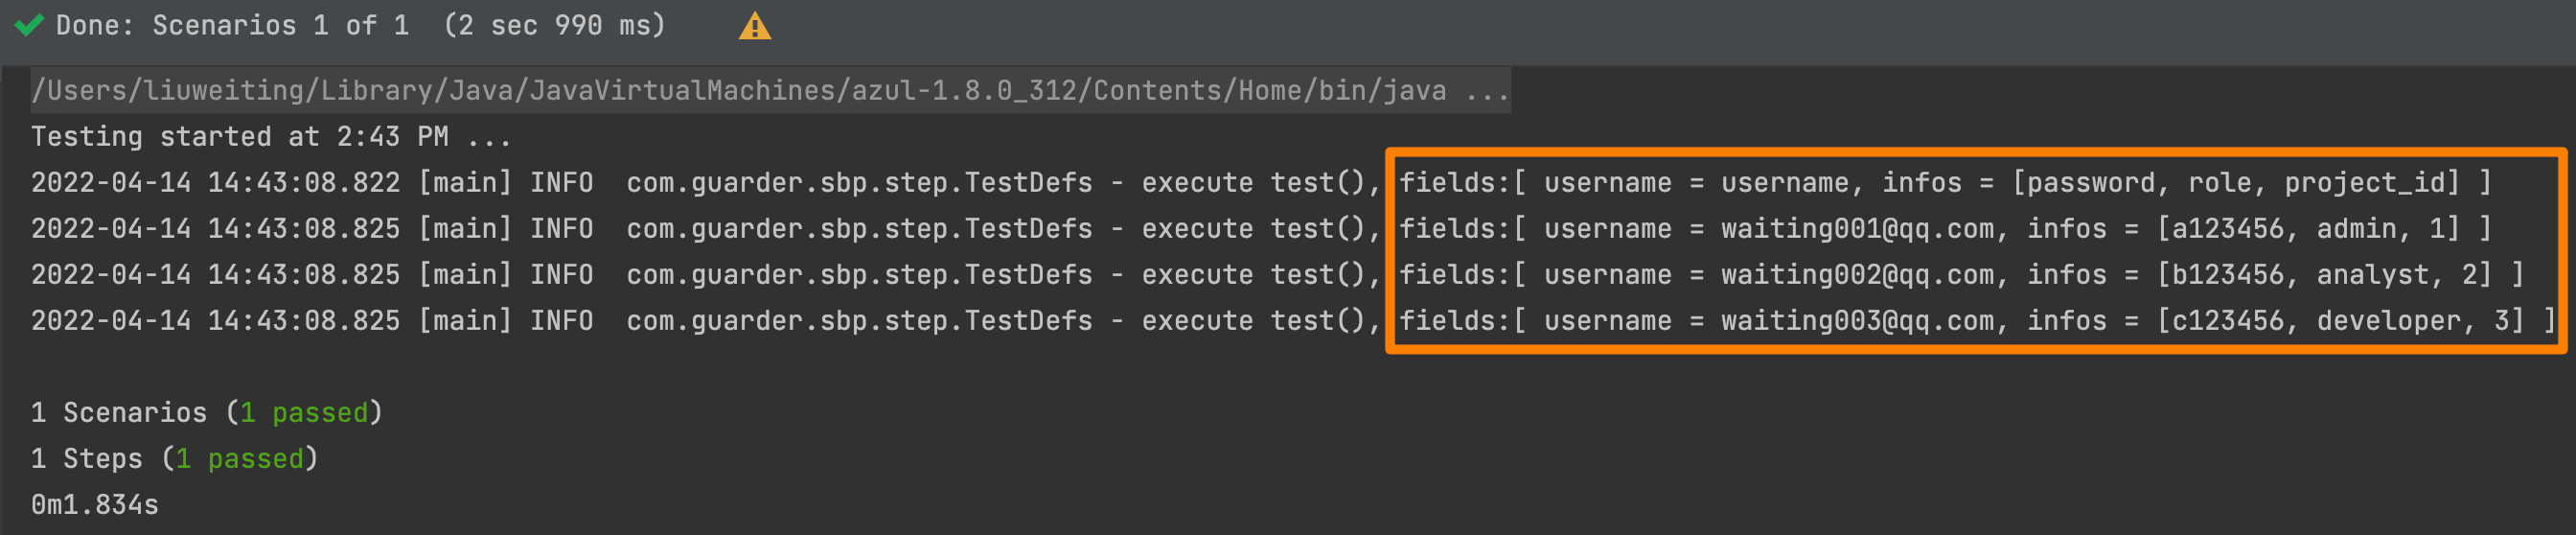 Done: Scenarios 1 of 1  (2 sec 990 ms)
/Users/liuweiting/Library/Java/JavaVirtualMachines/azul-1.8.0_312/Contents/Home/bin/java ...
Testing started at 2:43 PM ...
2022-04-14 14:43:08.822 [main] INFO  com.guarder.sbp.step.TestDefs - execute test(), fields:[ username = username, infos = [password, role, project_id] ]
2022-04-14 14:43:08.825 [main] INFO  com.guarder.sbp.step.TestDefs - execute test(), fields:[ username = waiting001@qq.com, infos = [a123456, admin, 1] ]
2022-04-14 14:43:08.825 [main] INFO  com.guarder.sbp.step.TestDefs - execute test(), fields:[ username = waiting002@qq.com, infos = [b123456, analyst, 2] ]
2022-04-14 14:43:08.825 [main] INFO  com.guarder.sbp.step.TestDefs - execute test(), fields:[ username = waiting003@qq.com, infos = [c123456, developer, 3] ]
1 Scenarios (1 passed)
1 Steps (1 passed)
0m1.834s